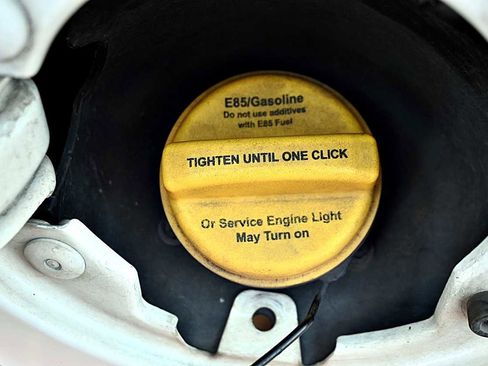 E85/Gasoline
Do not use additives
with E85 Fuel
TIGHTEN UNTIL ONE CLICK
Or Service Engine Light
May Turn on